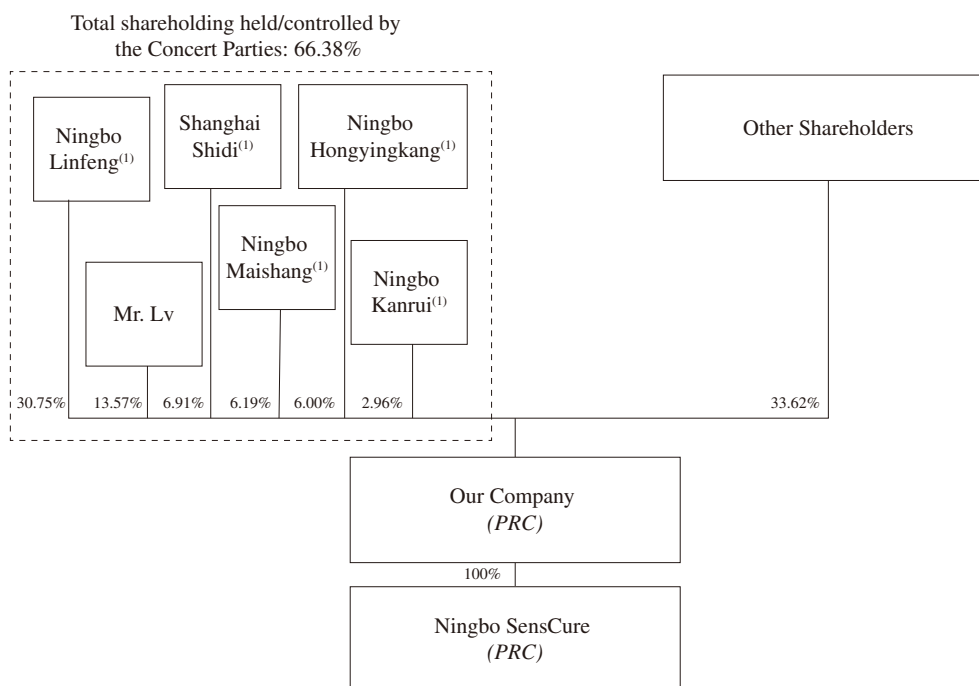 Total shareholding held/controlled by
the Concert Parties: 66.38%
Ningbo
Linfeng(1)
Shanghai
Shidi(1)
Ningbo
Hongyingkang(1)
Other Shareholders
Mr. Lv
Ningbo
Maishang(1)
Ningbo
Kanrui(1)
30.75%
13.57%
6.91%
6.19%
6.00%
2.96%
33.62%
Our Company
(PRC)
100%
Ningbo SensCure
(PRC)